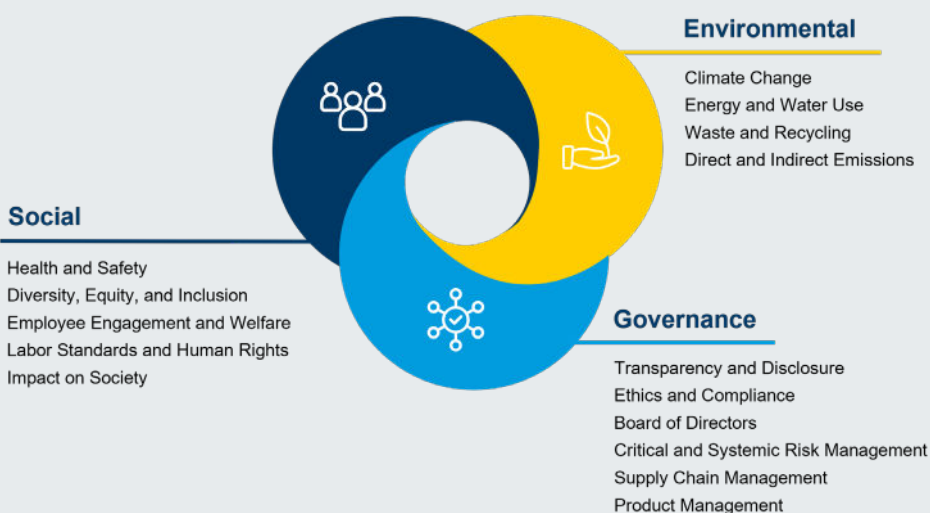 Environmental
Climate Change
Energy and Water Use
Waste and Recycling
Direct and Indirect Emissions
Social
Health and Safety
Diversity, Equity, and Inclusion
Employee Engagement and Welfare
Labor Standards and Human Rights
Impact on Society
Governance
Transparency and Disclosure
Ethics and Compliance
Board of Directors
Critical and Systemic Risk Management
Supply Chain Management
Product Management